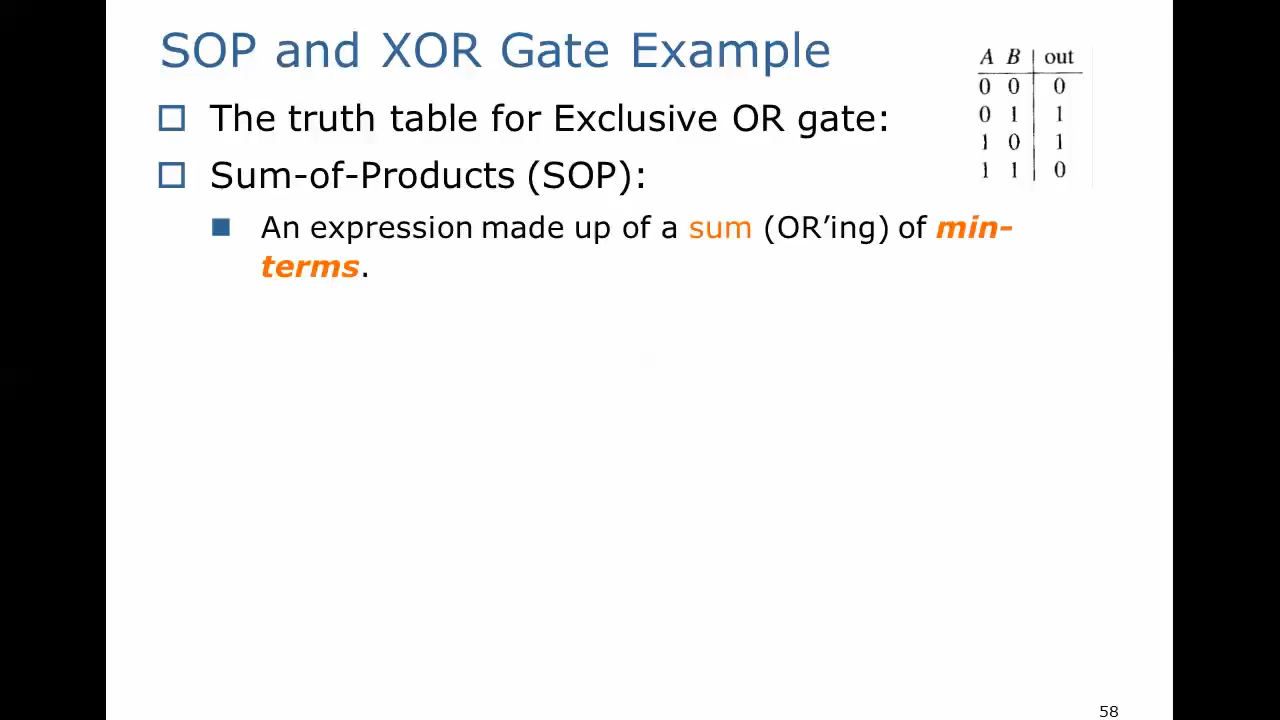 SOP and XOR Gate Example
The truth table for Exclusive OR gate:
Sum-of-Products (SOP):
An expression made up of a sum (OR’ing) of min-
terms.
A B out
0 0 0
0 1 1
1 0 1
1 1 0
58